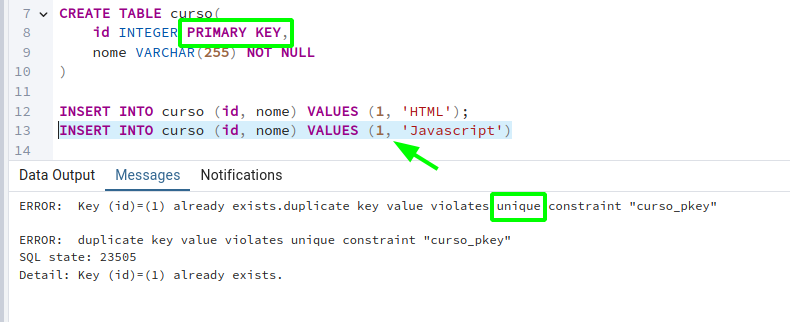 7 CREATE TABLE curso(
8 id INTEGER PRIMARY KEY,
9 nome VARCHAR(255) NOT NULL
10 )
11
12 INSERT INTO curso (id, nome) VALUES (1, 'HTML');
13 INSERT INTO curso (id, nome) VALUES (1, 'Javascript')
14
Data Output Messages Notifications
ERROR: Key (id)=(1) already exists.duplicate key value violates unique constraint "curso_pkey"
ERROR: duplicate key value violates unique constraint "curso_pkey"
SQL state: 23505
Detail: Key (id)=(1) already exists.